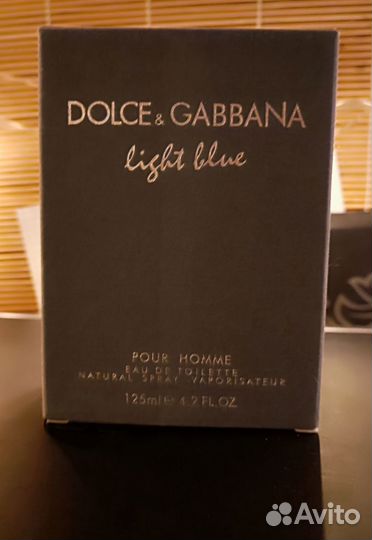 DOLCE & GABBANA
light blue
POUR HOMME
EAU DE TOILETTE
NATURAL SPRAY VAPORISATEUR
125ml ℮ 4.2 FL.OZ
Avito